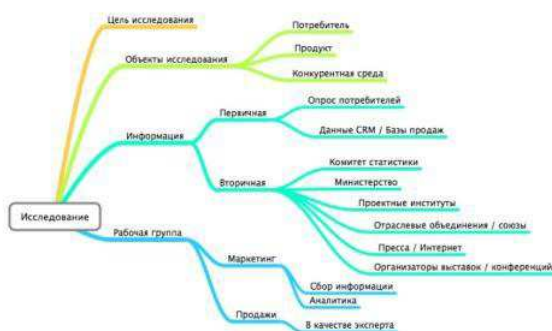 Цель исследования
Потребитель
Объекты исследования
Продукт
Конкурентная среда
Опрос потребителей
Первичная
Данные CRM / Базы продаж
Информация
Комитет статистики
Вторичная
Министерство
Проектные институты
Отраслевые объединения / союзы
Пресса / Интернет
Организаторы выставок / конференций
Исследование
Рабочая группа
Маркетинг
Сбор информации
Аналитика
Продажи
В качестве эксперта